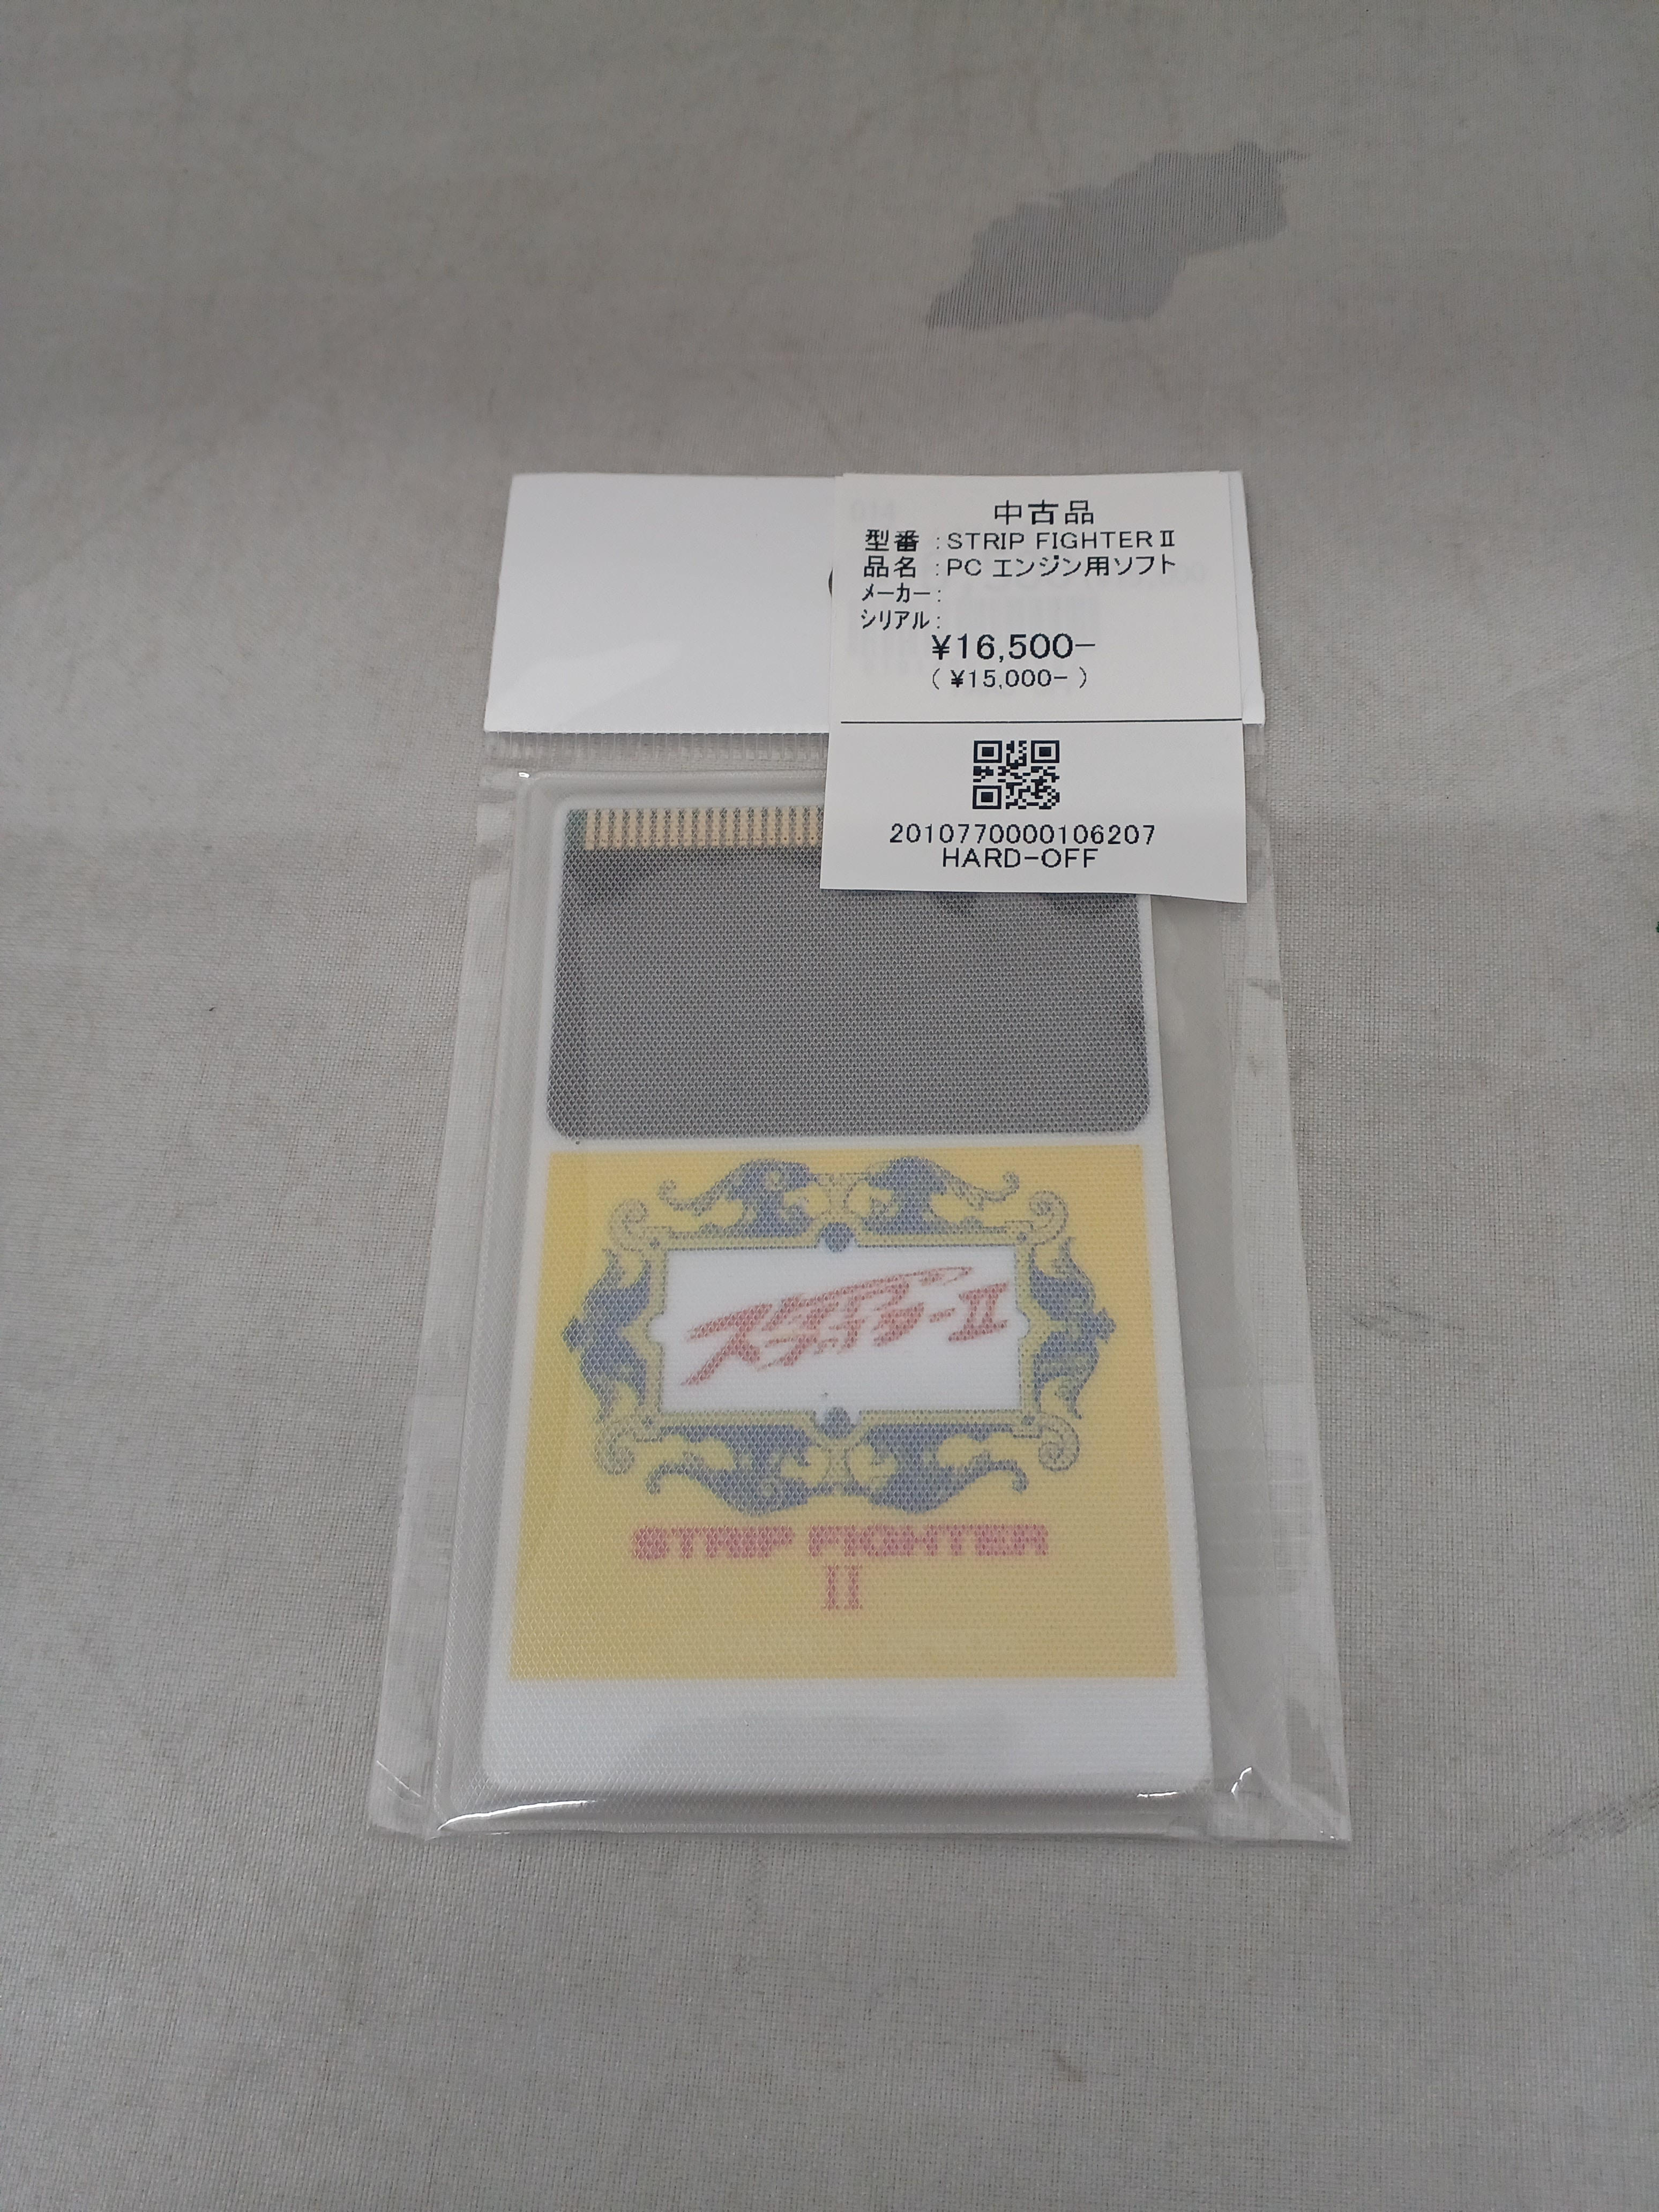 中古品
型番 : STRIP FIGHTER Ⅱ
品名 : PC エンジン用ソフト
メーカー :
シリアル :
¥16,500-
( ¥15,000- )
2010770000106207
HARD-OFF
ストリップファイターII
STRIP FIGHTER
II